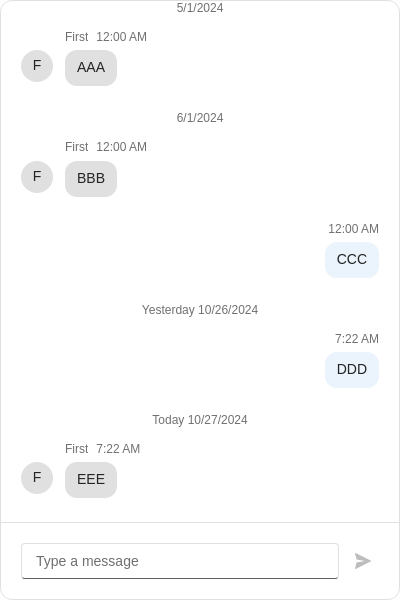 5/1/2024
First 12:00 AM
F
AAA
6/1/2024
First 12:00 AM
F
BBB
12:00 AM
CCC
Yesterday 10/26/2024
7:22 AM
DDD
Today 10/27/2024
First 7:22 AM
F
EEE
Type a message